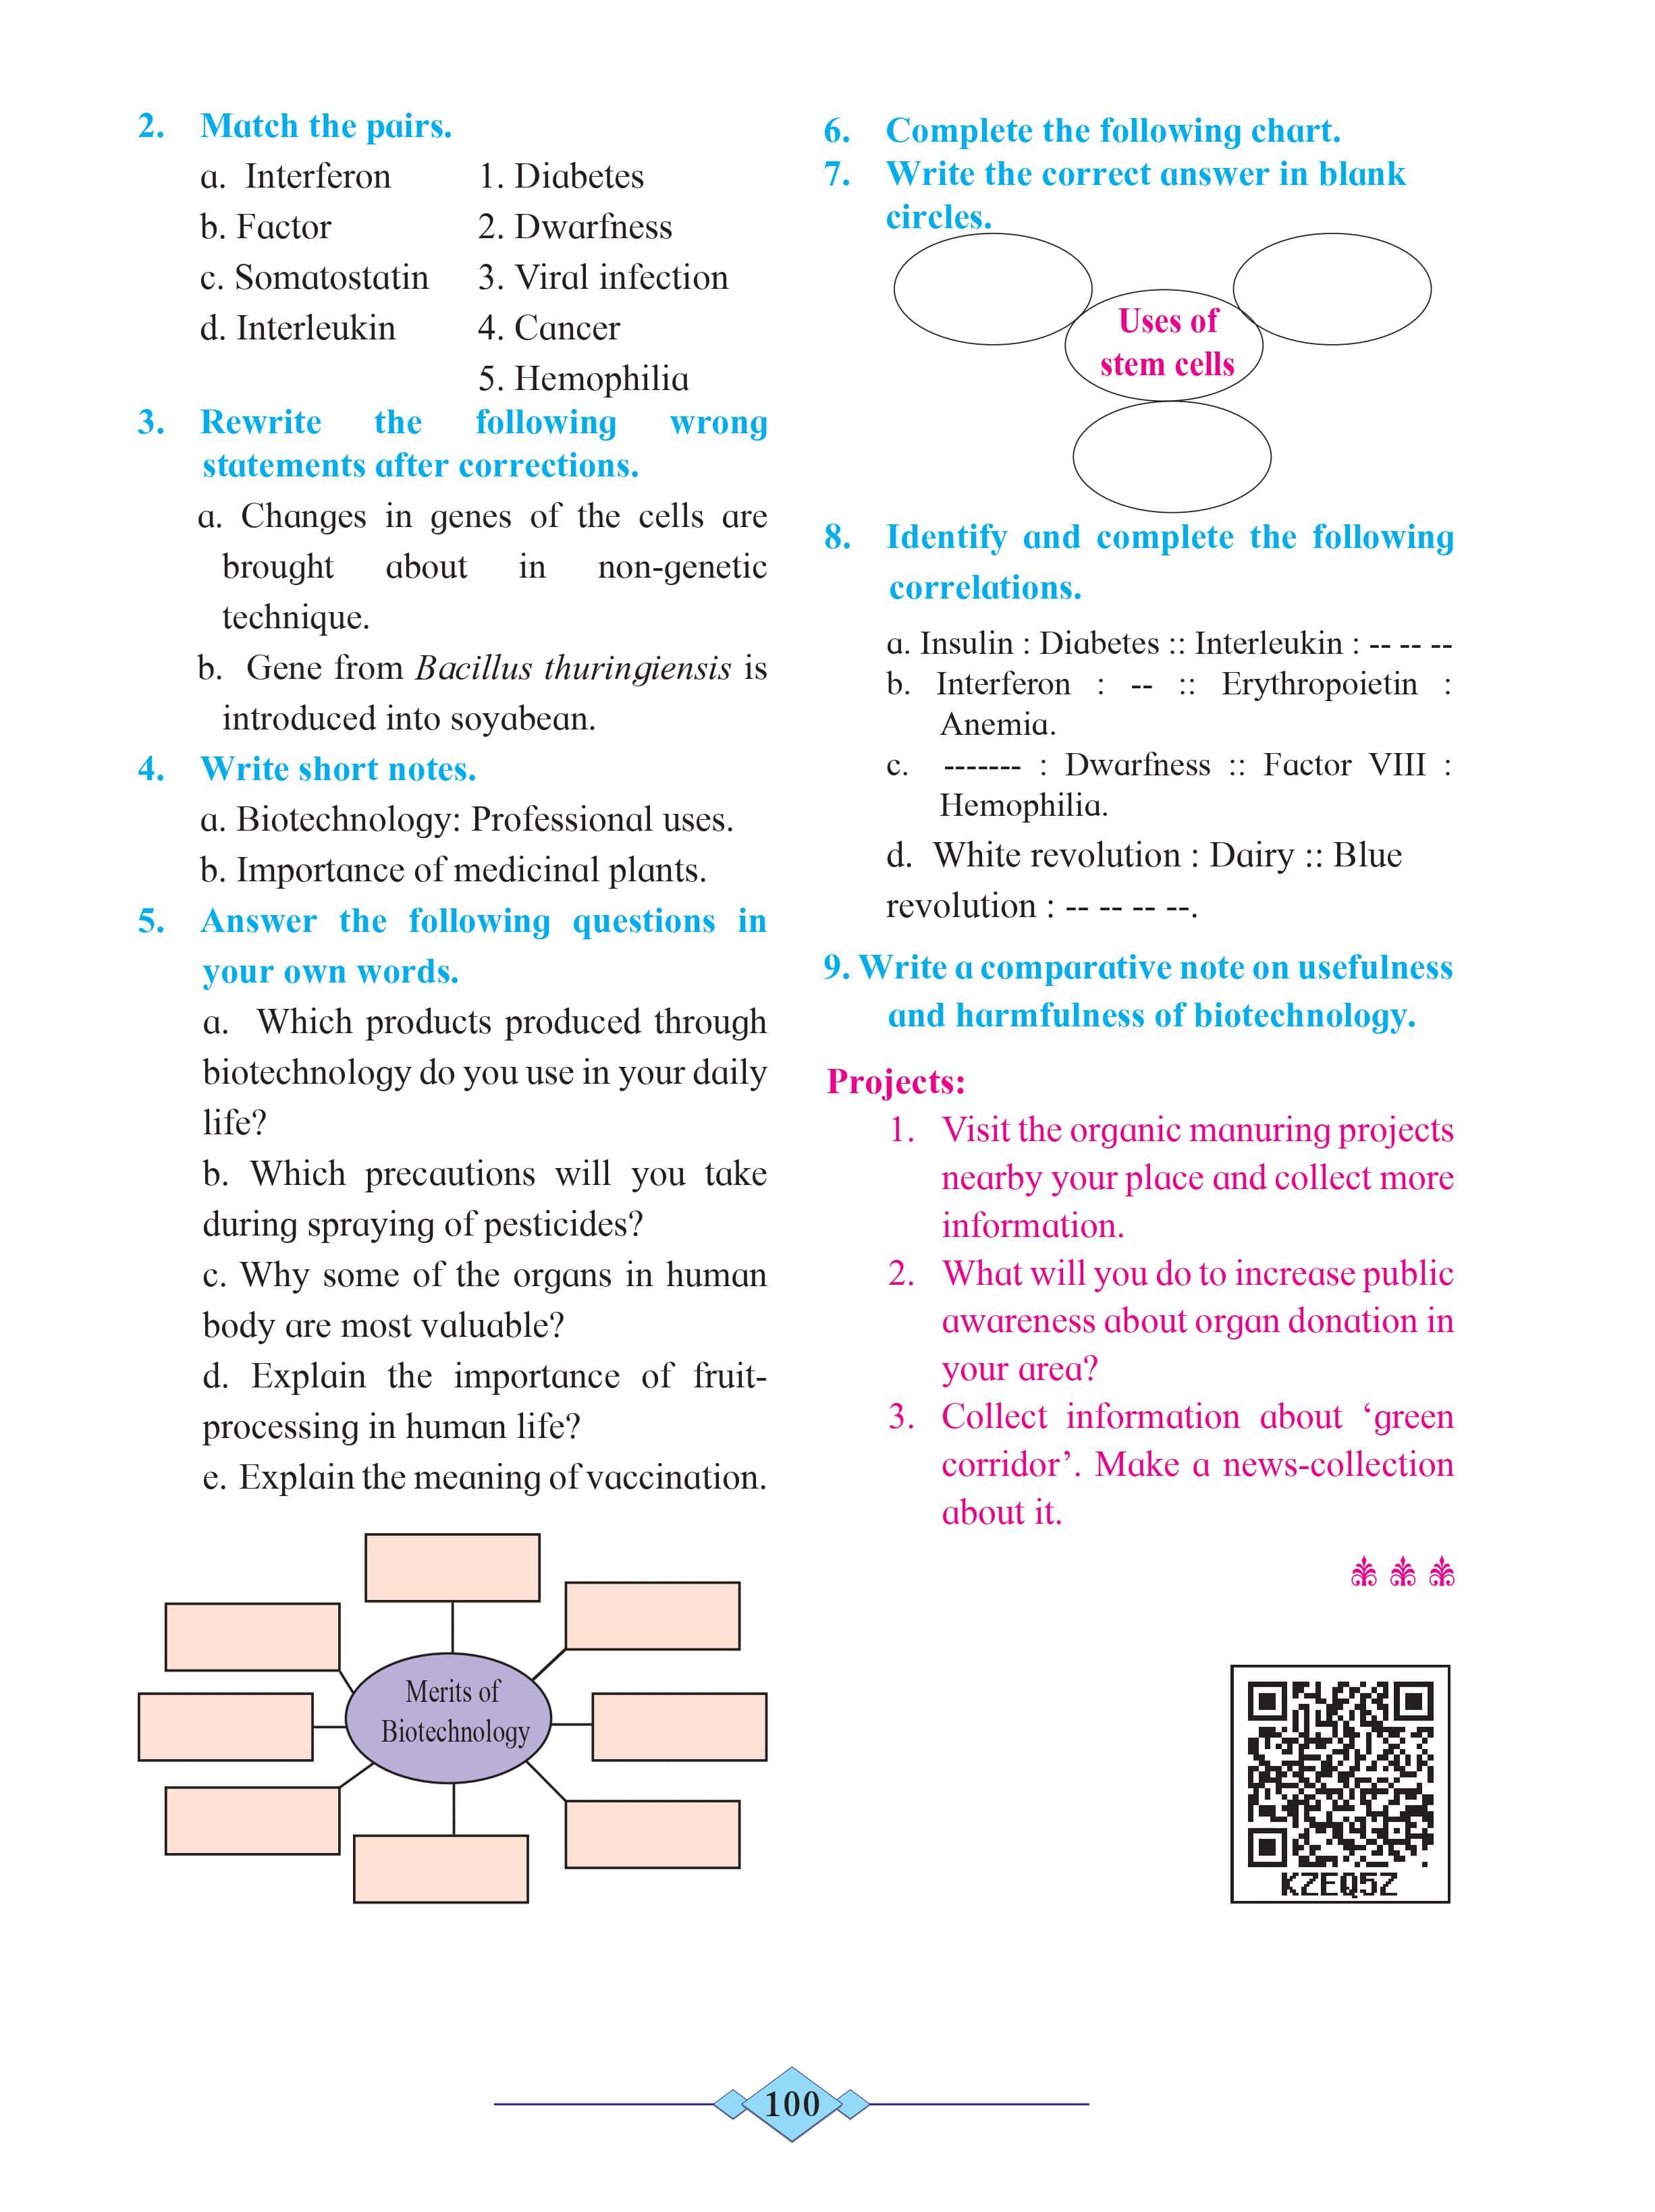 2. Match the pairs.
a. Interferon 1. Diabetes
b. Factor 2. Dwarfness
c. Somatostatin 3. Viral infection
d. Interleukin 4. Cancer
5. Hemophilia
3. Rewrite the following wrong
statements after corrections.
a. Changes in genes of the cells are
brought about in non-genetic
technique.
b. Gene from Bacillus thuringiensis is
introduced into soyabean.
4. Write short notes.
a. Biotechnology: Professional uses.
b. Importance of medicinal plants.
5. Answer the following questions in
your own words.
a. Which products produced through
biotechnology do you use in your daily
life?
b. Which precautions will you take
during spraying of pesticides?
c. Why some of the organs in human
body are most valuable?
d. Explain the importance of fruit-
processing in human life?
e. Explain the meaning of vaccination.
Merits of
Biotechnology
6. Complete the following chart.
7. Write the correct answer in blank
circles.
Uses of
stem cells
8. Identify and complete the following
correlations.
a. Insulin : Diabetes :: Interleukin : -- -- --
b. Interferon : -- :: Erythropoietin :
Anemia.
c. ------- : Dwarfness :: Factor VIII :
Hemophilia.
d. White revolution : Dairy :: Blue
revolution : -- -- -- --.
9. Write a comparative note on usefulness
and harmfulness of biotechnology.
Projects:
1. Visit the organic manuring projects
nearby your place and collect more
information.
2. What will you do to increase public
awareness about organ donation in
your area?
3. Collect information about ‘green
corridor’. Make a news-collection
about it.
KZEQ5Z
100